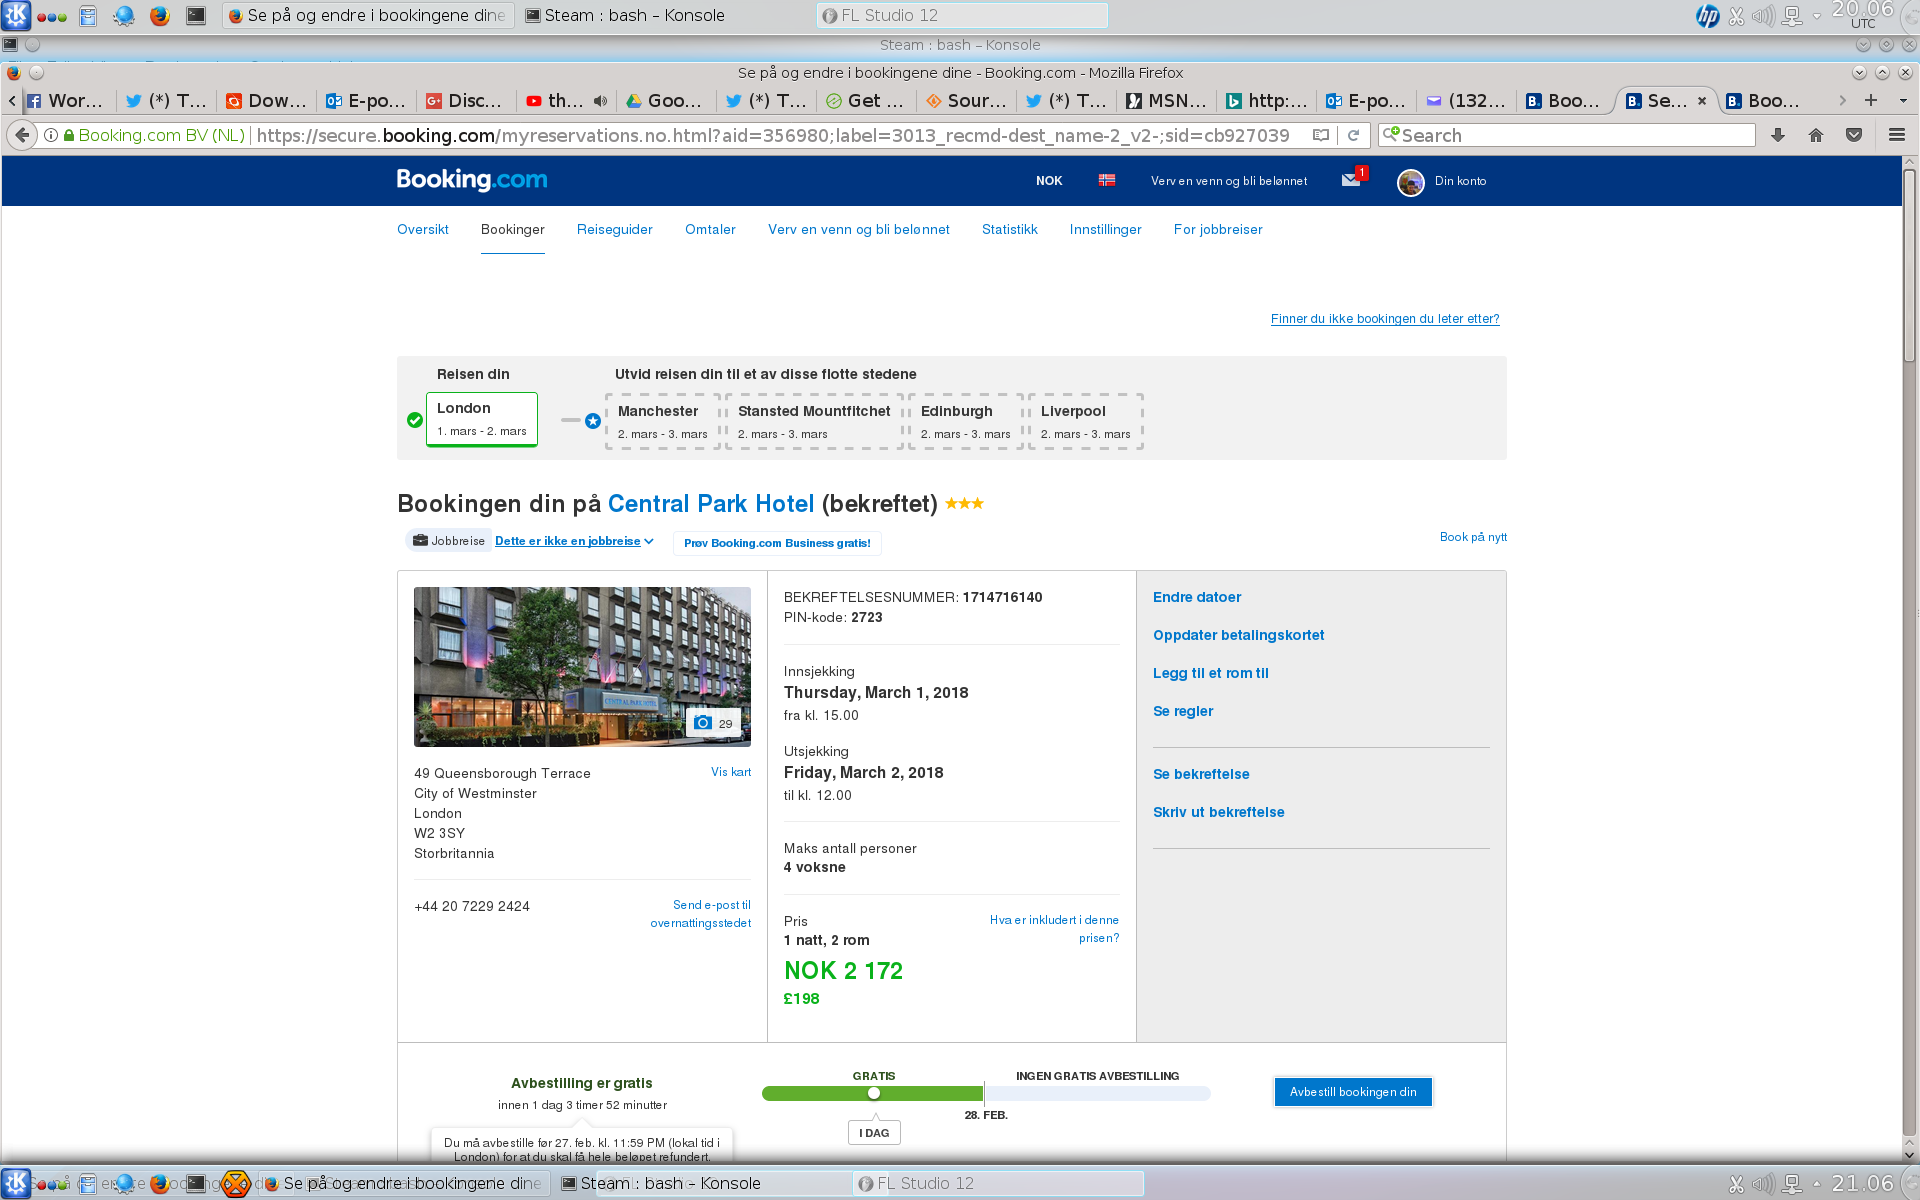 Se på og endre i bookingene dine
Steam : bash – Konsole
FL Studio 12
20.06
UTC
Steam : bash – Konsole
Se på og endre i bookingene dine - Booking.com - Mozilla Firefox
Wor...
(*) T...
Dow...
E-po...
Disc...
th...
Goo...
(*) T...
Get ...
Sour...
(*) T...
MSN...
http:...
E-po...
(132...
Boo...
Se...
Boo...
Booking.com BV (NL)
https://secure.booking.com/myreservations.no.html?aid=356980;label=3013_recmd-dest_name-2_v2-;sid=cb927039
Search
Booking.com
NOK
Verv en venn og bli belønnet
1
Din konto
Oversikt
Bookinger
Reiseguider
Omtaler
Verv en venn og bli belønnet
Statistikk
Innstillinger
For jobbreiser
Finner du ikke bookingen du leter etter?
Reisen din
Utvid reisen din til et av disse flotte stedene
London
1. mars - 2. mars
Manchester
2. mars - 3. mars
Stansted Mountfitchet
2. mars - 3. mars
Edinburgh
2. mars - 3. mars
Liverpool
2. mars - 3. mars
Bookingen din på Central Park Hotel (bekreftet)
Jobbreise
Dette er ikke en jobbreise
Prøv Booking.com Business gratis!
Book på nytt
CENTRAL PARK HOTEL
29
49 Queensborough Terrace
City of Westminster
London
W2 3SY
Storbritannia
Vis kart
+44 20 7229 2424
Send e-post til
overnattingsstedet
BEKREFTELSESNUMMER: 1714716140
PIN-kode: 2723
Innsjekking
Thursday, March 1, 2018
fra kl. 15.00
Utsjekking
Friday, March 2, 2018
til kl. 12.00
Maks antall personer
4 voksne
Pris
1 natt, 2 rom
Hva er inkludert i denne
prisen?
NOK 2 172
£198
Endre datoer
Oppdater betalingskortet
Legg til et rom til
Se regler
Se bekreftelse
Skriv ut bekreftelse
Avbestilling er gratis
innen 1 dag 3 timer 52 minutter
Du må avbestille før 27. feb. kl. 11:59 PM (lokal tid i
London) for at du skal få hele beløpet refundert.
GRATIS
INGEN GRATIS AVBESTILLING
28. FEB.
I DAG
Avbestill bookingen din
Se på og endre i bookingene dine
Steam : bash – Konsole
FL Studio 12
21.06